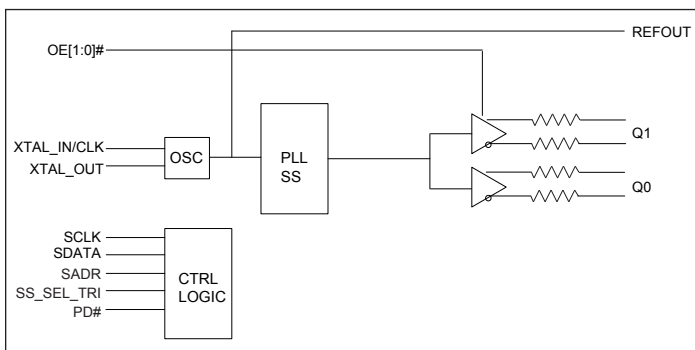 REFOUT
OE[1:0]#
XTAL_IN/CLK
XTAL_OUT
OSC
PLL
SS
Q1
Q0
SCLK
SDATA
SADR
SS_SEL_TRI
PD#
CTRL
LOGIC